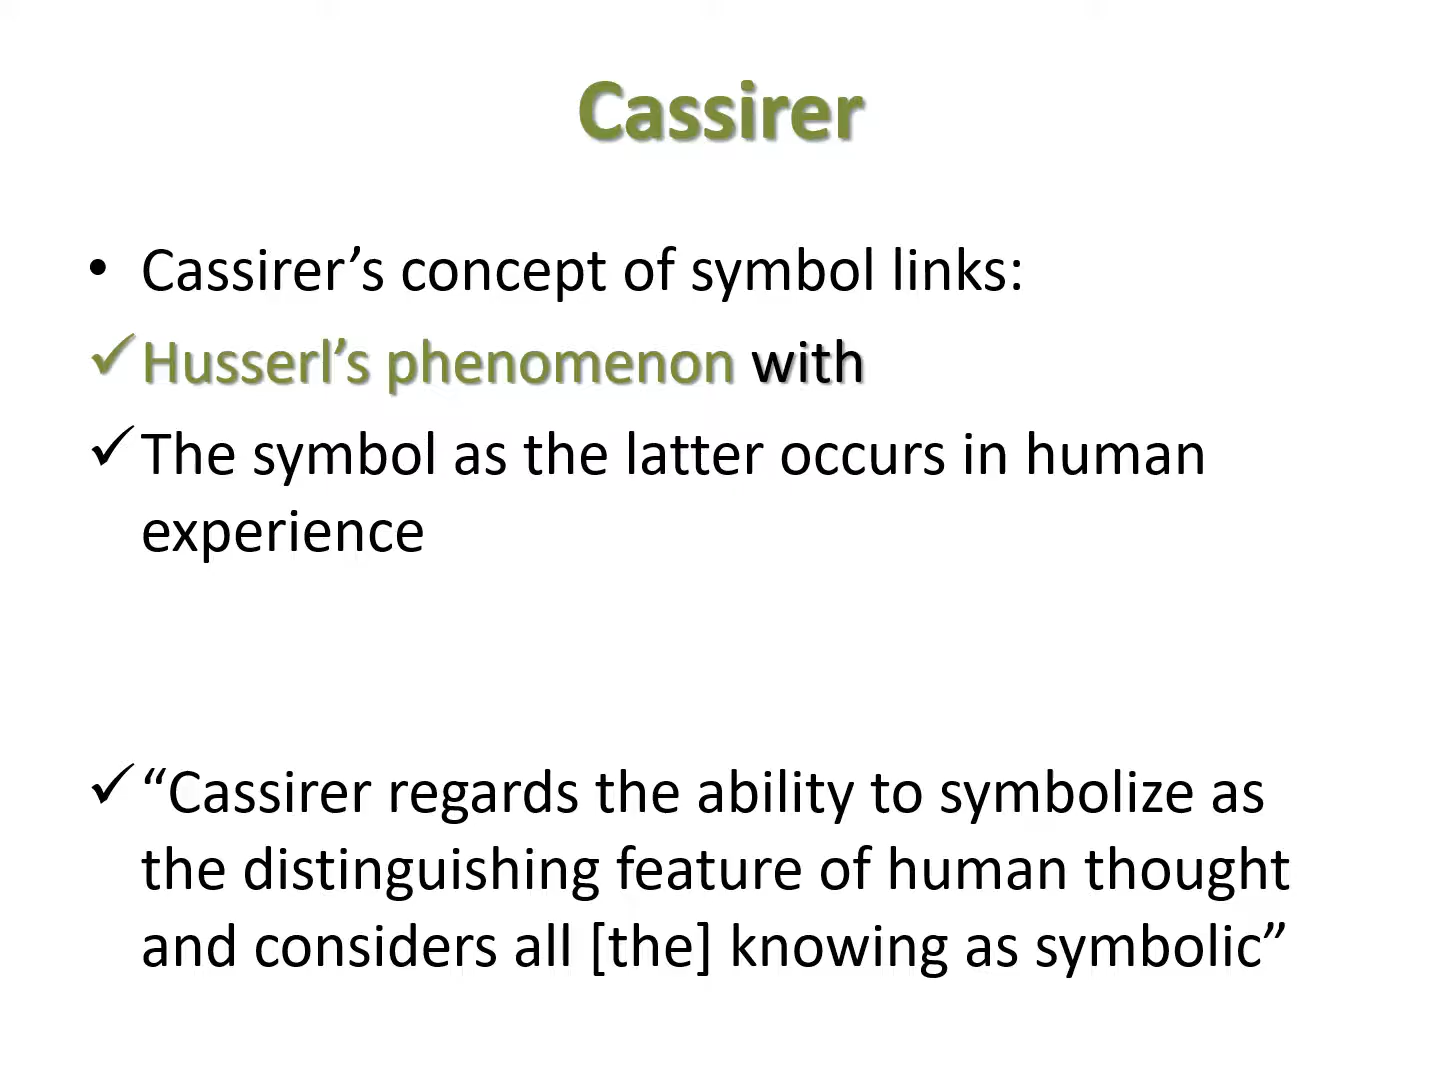 Cassirer
• Cassirer’s concept of symbol links:
✓Husserl’s phenomenon with
✓The symbol as the latter occurs in human
experience
✓“Cassirer regards the ability to symbolize as
the distinguishing feature of human thought
and considers all [the] knowing as symbolic”